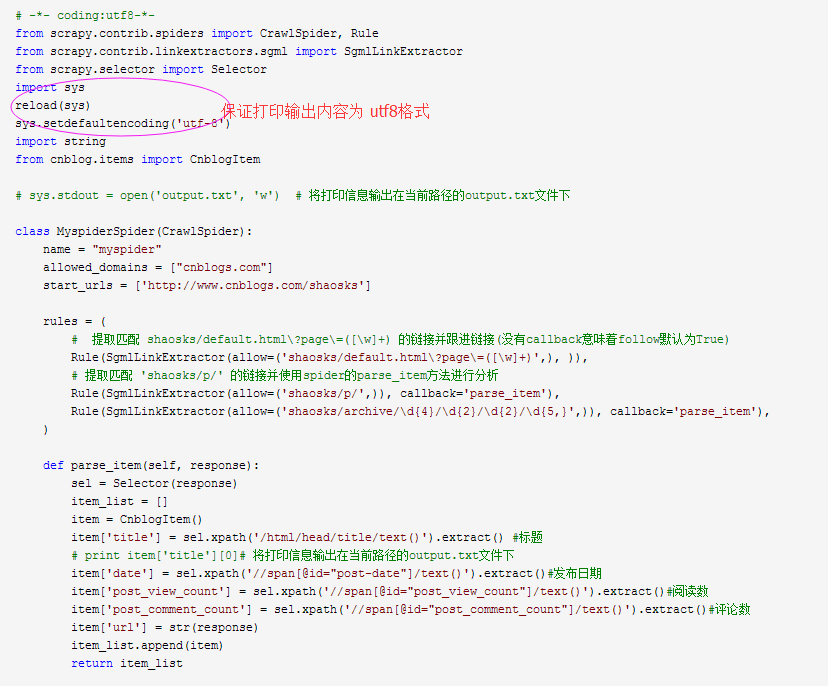 # -*- coding:utf8-*-
from scrapy.contrib.spiders import CrawlSpider, Rule
from scrapy.contrib.linkextractors.sgml import SgmlLinkExtractor
from scrapy.selector import Selector
import sys
reload(sys)
sys.setdefaultencoding('utf-8')
保证打印输出内容为 utf8格式
import string
from cnblog.items import CnblogItem
# sys.stdout = open('output.txt', 'w')  # 将打印信息输出在当前路径的output.txt文件下
class MyspiderSpider(CrawlSpider):
    name = "myspider"
    allowed_domains = ["cnblogs.com"]
    start_urls = ['http://www.cnblogs.com/shaosks']
    rules = (
        #  提取匹配 shaosks/default.html\?page\=([\w]+) 的链接并跟进链接(没有callback意味着follow默认为True)
        Rule(SgmlLinkExtractor(allow=('shaosks/default.html\?page\=([\w]+)',), )),
        # 提取匹配 'shaosks/p/' 的链接并使用spider的parse_item方法进行分析
        Rule(SgmlLinkExtractor(allow=('shaosks/p/',)), callback='parse_item'),
        Rule(SgmlLinkExtractor(allow=('shaosks/archive/\d{4}/\d{2}/\d{2}/\d{5,}',)), callback='parse_item'),
    )
    def parse_item(self, response):
        sel = Selector(response)
        item_list = []
        item = CnblogItem()
        item['title'] = sel.xpath('/html/head/title/text()').extract() #标题
        # print item['title'][0]# 将打印信息输出在当前路径的output.txt文件下
        item['date'] = sel.xpath('//span[@id="post-date"]/text()').extract()#发布日期
        item['post_view_count'] = sel.xpath('//span[@id="post_view_count"]/text()').extract()#阅读数
        item['post_comment_count'] = sel.xpath('//span[@id="post_comment_count"]/text()').extract()#评论数
        item['url'] = str(response)
        item_list.append(item)
        return item_list